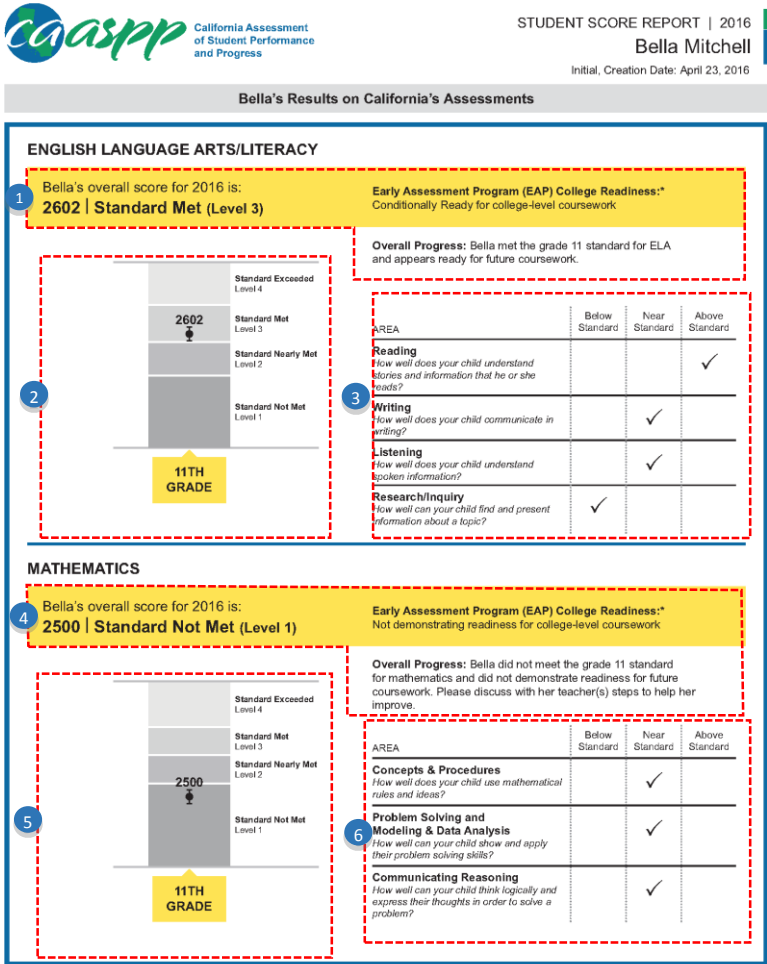 caaspp
California Assessment
of Student Performance
and Progress
STUDENT SCORE REPORT | 2016
Bella Mitchell
Initial, Creation Date: April 23, 2016
Bella's Results on California's Assessments
ENGLISH LANGUAGE ARTS/LITERACY
1
Bella's overall score for 2016 is:
2602 | Standard Met (Level 3)
Early Assessment Program (EAP) College Readiness:*
Conditionally Ready for college-level coursework
Overall Progress: Bella met the grade 11 standard for ELA
and appears ready for future coursework.
2
Standard Exceeded
Level 4
2602
Standard Met
Level 3
Standard Nearly Met
Level 2
Standard Not Met
Level 1
11TH
GRADE
3
AREA
Below
Standard
Near
Standard
Above
Standard
Reading
How well does your child understand
stories and information that he or she
reads?
✓
Writing
How well does your child communicate in
writing?
✓
Listening
How well does your child understand
spoken information?
✓
Research/Inquiry
How well can your child find and present
information about a topic?
✓
MATHEMATICS
4
Bella's overall score for 2016 is:
2500 | Standard Not Met (Level 1)
Early Assessment Program (EAP) College Readiness:*
Not demonstrating readiness for college-level coursework
Overall Progress: Bella did not meet the grade 11 standard
for mathematics and did not demonstrate readiness for future
coursework. Please discuss with her teacher(s) steps to help her
improve.
5
Standard Exceeded
Level 4
Standard Met
Level 3
Standard Nearly Met
Level 2
2500
Standard Not Met
Level 1
11TH
GRADE
6
AREA
Below
Standard
Near
Standard
Above
Standard
Concepts & Procedures
How well does your child use mathematical
rules and ideas?
✓
Problem Solving and
Modeling & Data Analysis
How well can your child show and apply
their problem solving skills?
✓
Communicating Reasoning
How well can your child think logically and
express their thoughts in order to solve a
problem?
✓